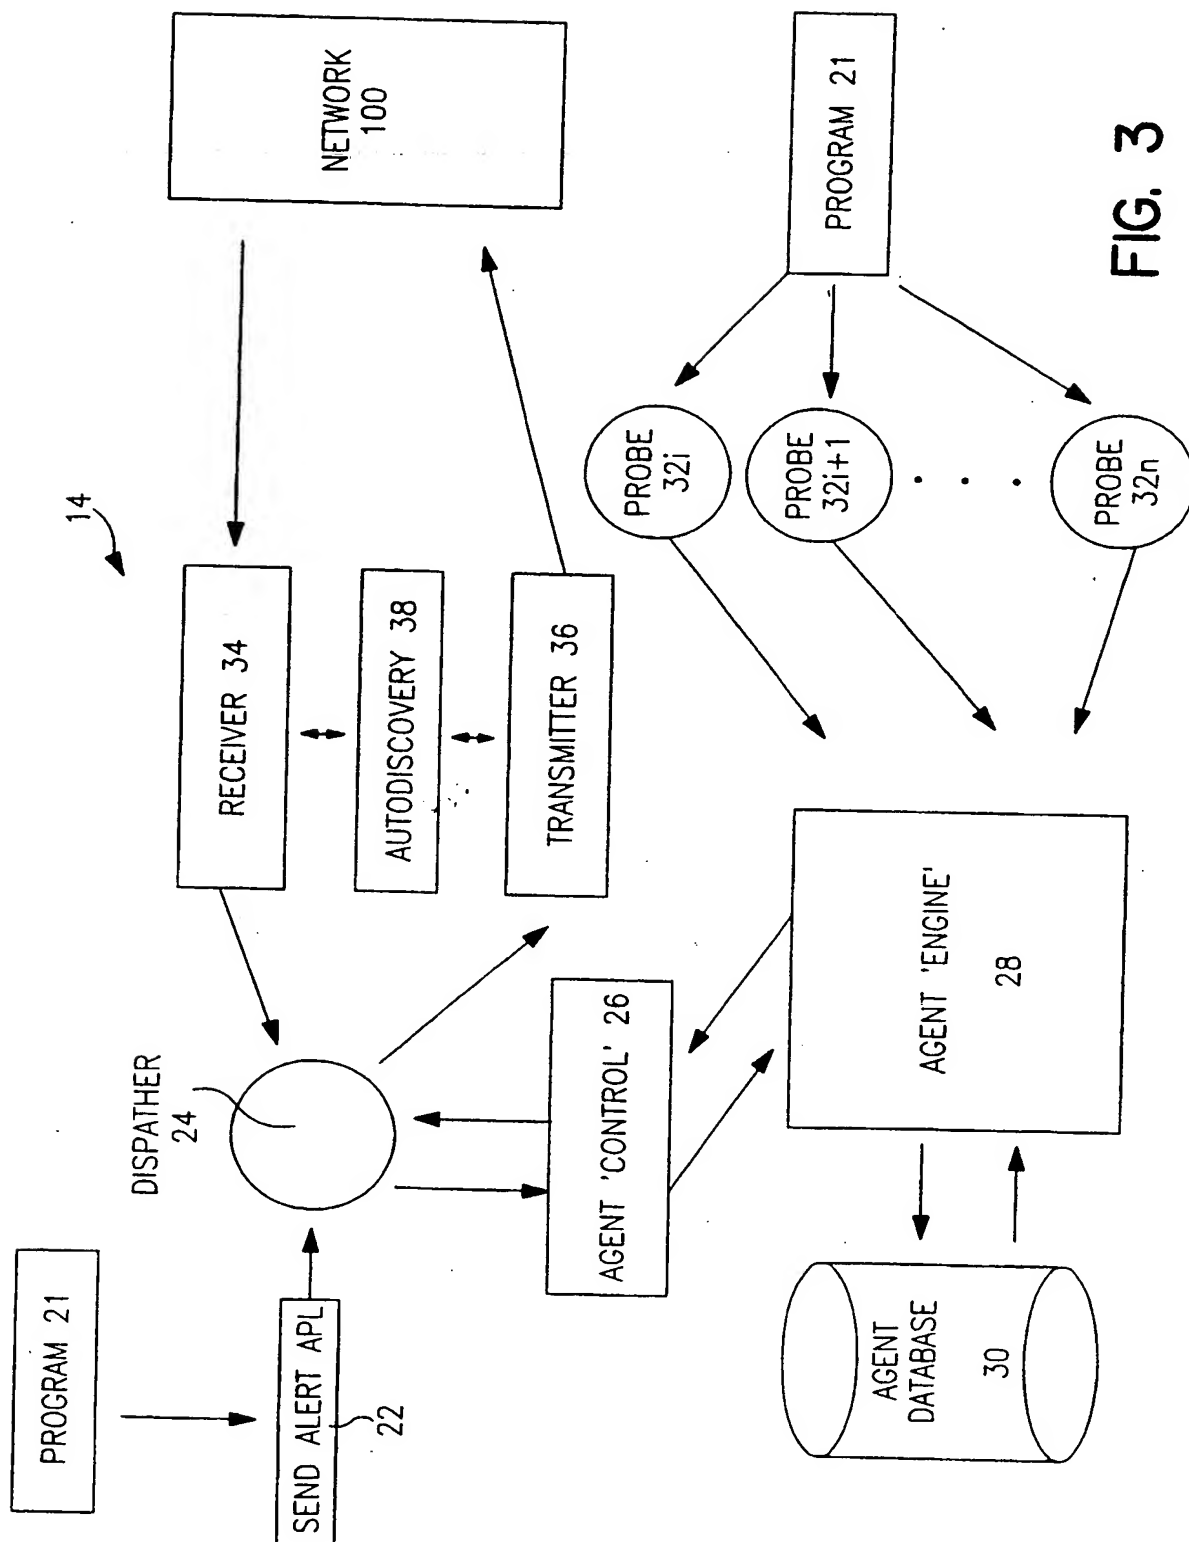 PROGRAM 21
SEND ALERT APL
22
DISPATHER
24
14
RECEIVER 34
AUTODISCOVERY 38
TRANSMITTER 36
NETWORK
100
AGENT 'CONTROL' 26
AGENT
DATABASE
30
AGENT 'ENGINE'
28
PROBE
32i
PROBE
32i+1
PROBE
32n
PROGRAM 21
FIG. 3